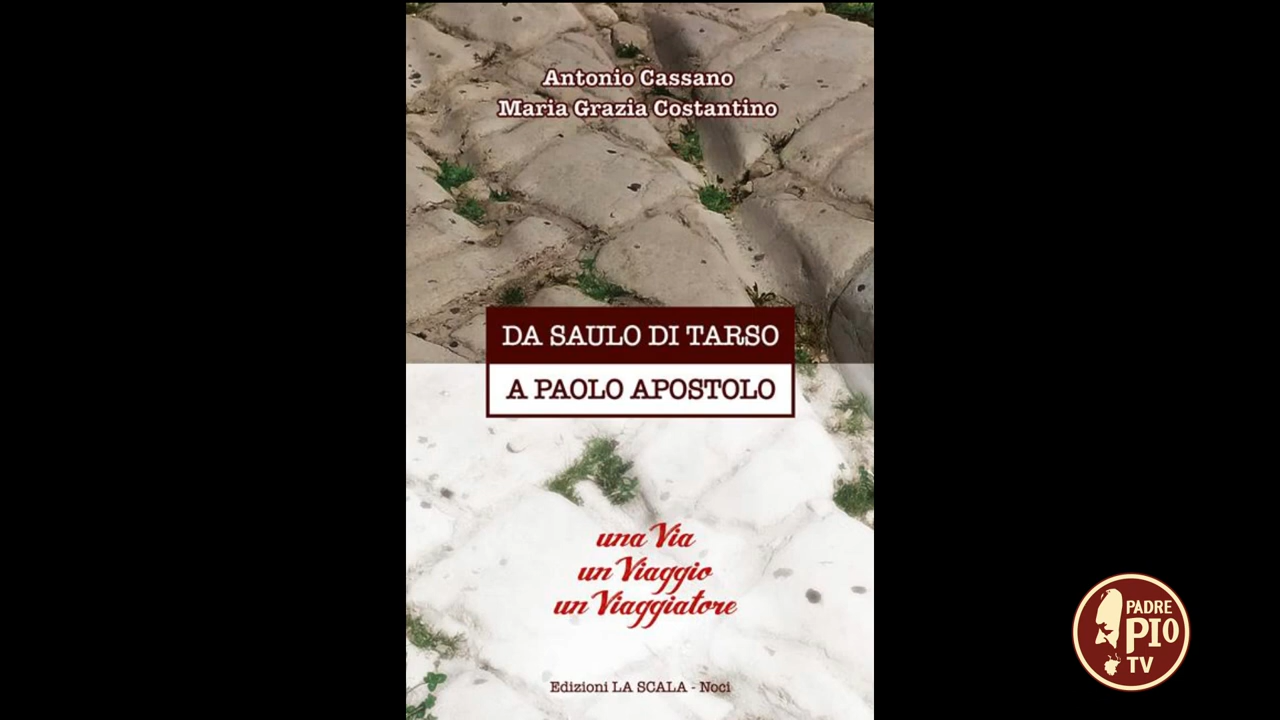 Antonio Cassano
Maria Grazia Costantino
DA SAULO DI TARSO
A PAOLO APOSTOLO
una Via
un Viaggio
un Viaggiatore
Edizioni LA SCALA - Noci
PADRE
PIO
TV